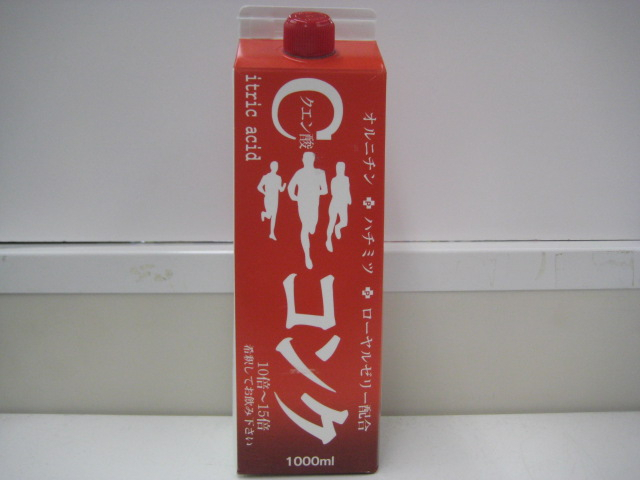 Citric acid
クエン酸
コンク
オルニチン ✚ ハチミツ ✚ ローヤルゼリー配合
10倍～15倍
希釈してお飲み下さい
1000ml